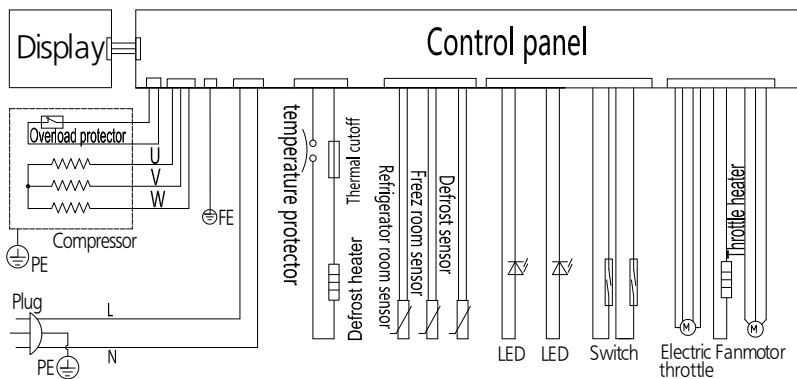 Display
Control panel
Overload protector
U
V
W
Compressor
PE
FE
temperature protector
Thermal cutoff
Defrost heater
Refrigerator room sensor
Freez room sensor
Defrost sensor
LED
LED
Switch
Electric
throttle
M
Throttle heater
Fanmotor
M
Plug
L
N
PE